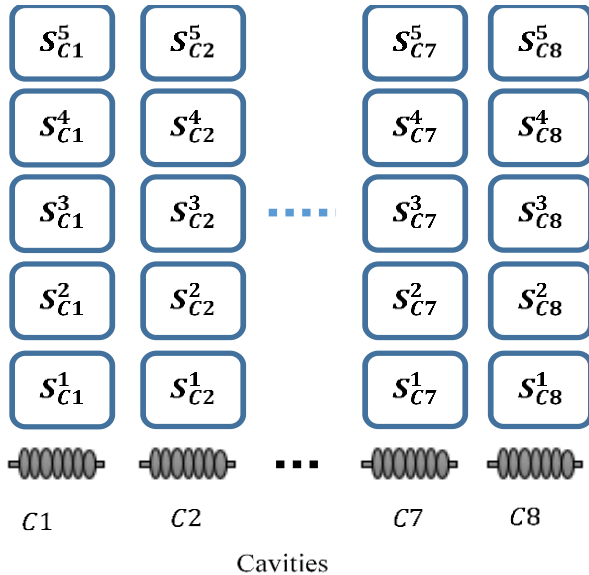 S⁵C1 S⁵C2 S⁵C7 S⁵C8
S⁴C1 S⁴C2 S⁴C7 S⁴C8
S³C1 S³C2 S³C7 S³C8
S²C1 S²C2 S²C7 S²C8
S¹C1 S¹C2 S¹C7 S¹C8
C1 C2 C7 C8
Cavities